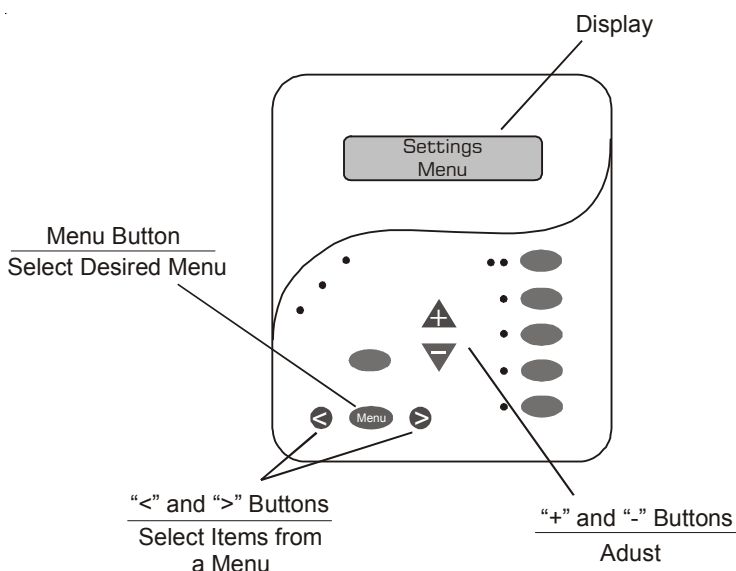 Display
Settings
Menu
Menu Button
Select Desired Menu
+
−
< Menu >
“<” and “>” Buttons
Select Items from
a Menu
“+” and “-” Buttons
Adust